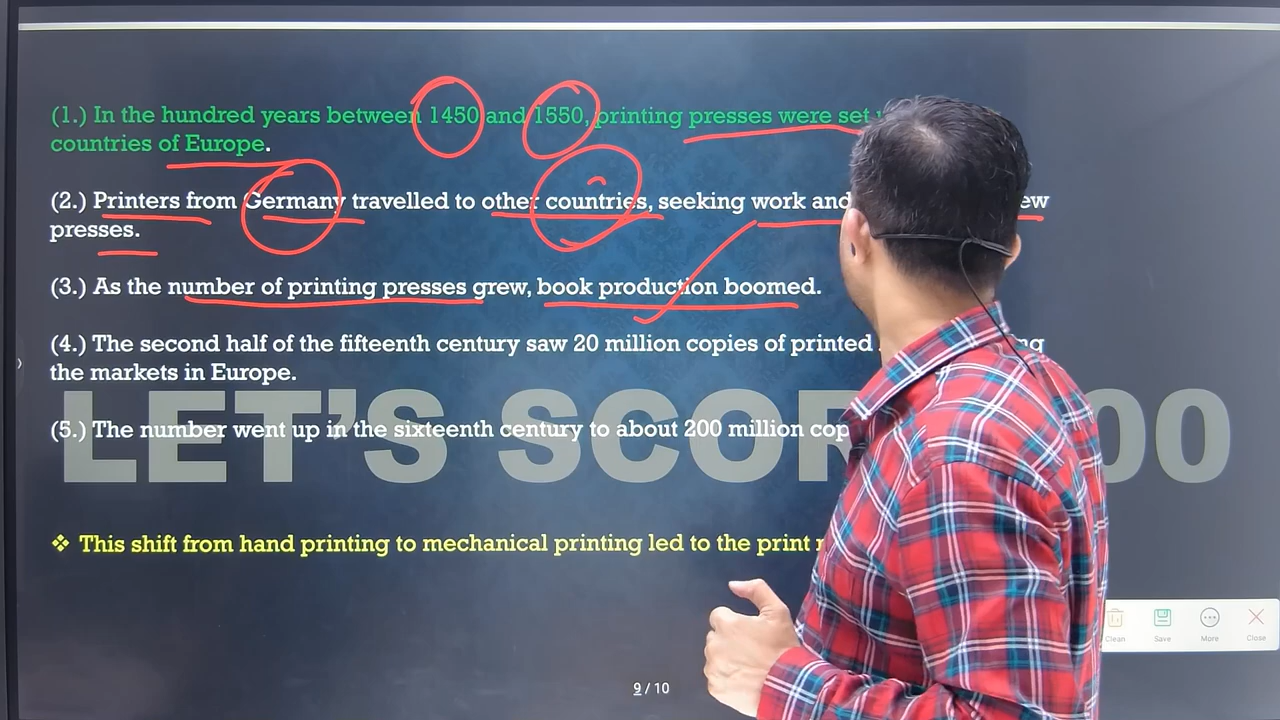 (1.) In the hundred years between 1450 and 1550, printing presses were set
countries of Europe.
(2.) Printers from Germany travelled to other countries, seeking work and
presses.
(3.) As the number of printing presses grew, book production boomed.
(4.) The second half of the fifteenth century saw 20 million copies of printed
the markets in Europe.
LET'S SCOR 00
(5.) The number went up in the sixteenth century to about 200 million
❖ This shift from hand printing to mechanical printing led to the print
Clean Save More Close
9 / 10